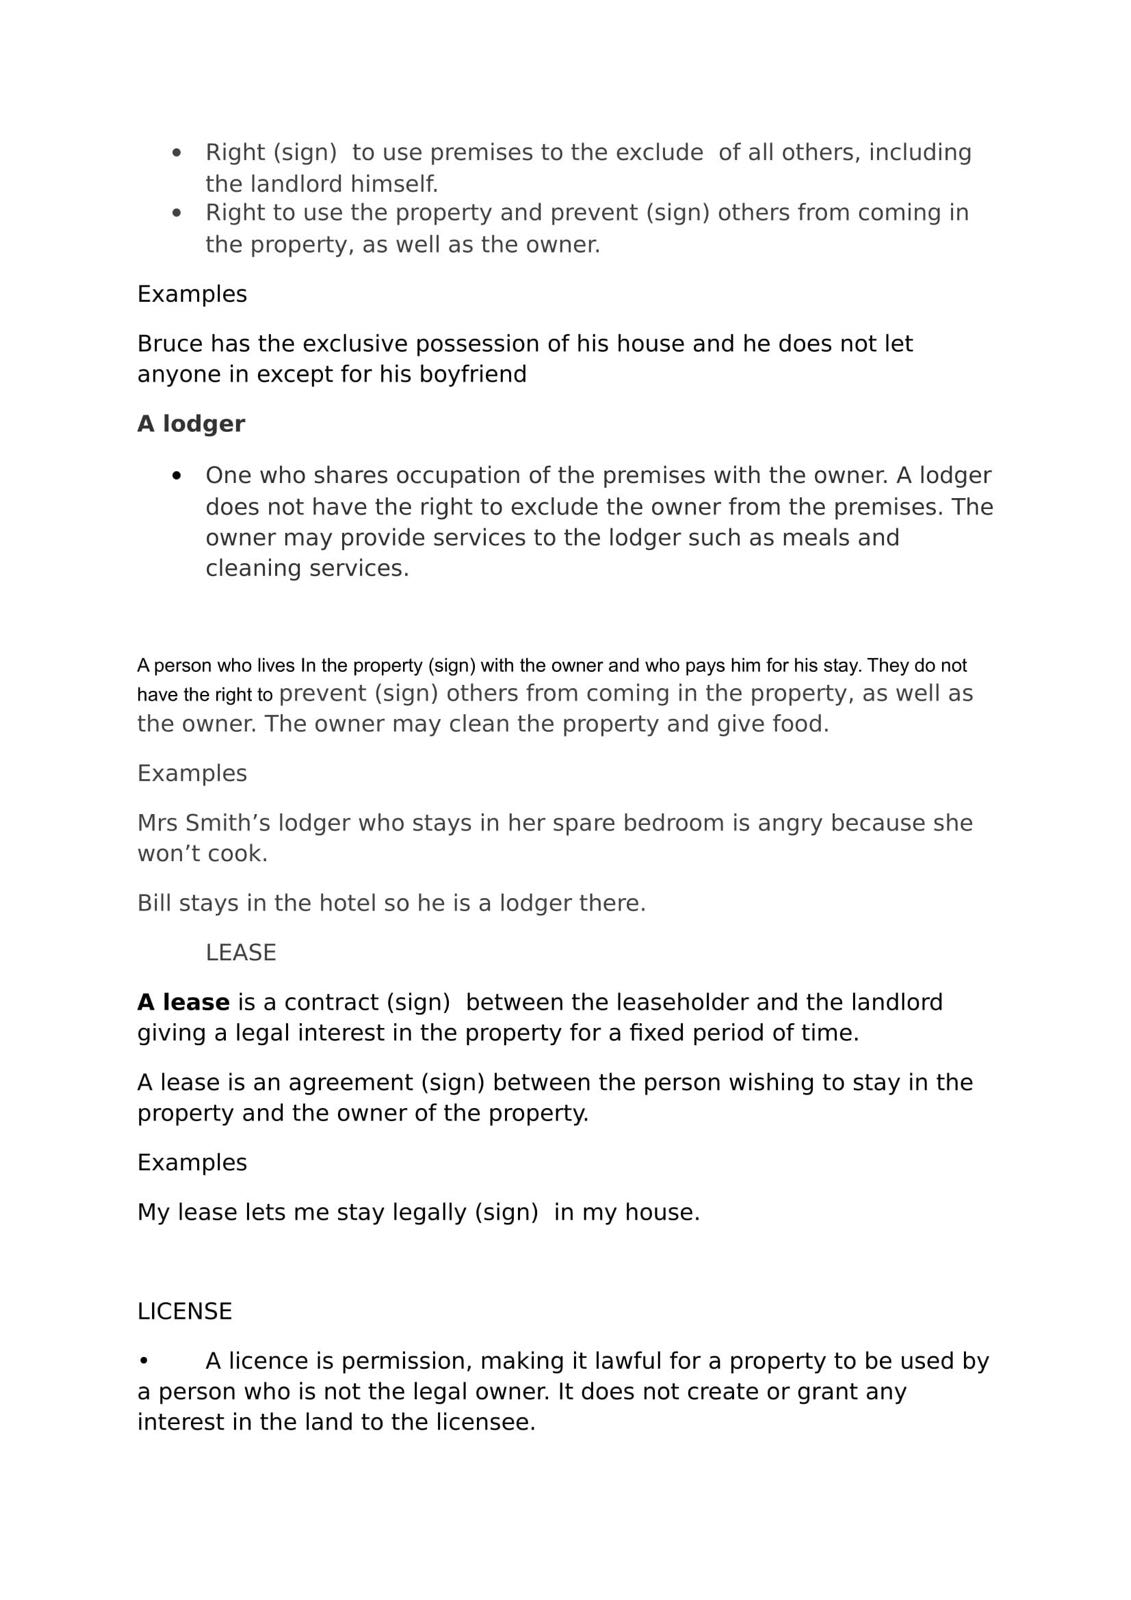 • Right (sign)  to use premises to the exclude  of all others, including
the landlord himself.
• Right to use the property and prevent (sign) others from coming in
the property, as well as the owner.
Examples
Bruce has the exclusive possession of his house and he does not let
anyone in except for his boyfriend
A lodger
• One who shares occupation of the premises with the owner. A lodger
does not have the right to exclude the owner from the premises. The
owner may provide services to the lodger such as meals and
cleaning services.
A person who lives In the property (sign) with the owner and who pays him for his stay. They do not
have the right to prevent (sign) others from coming in the property, as well as
the owner. The owner may clean the property and give food.
Examples
Mrs Smith’s lodger who stays in her spare bedroom is angry because she
won’t cook.
Bill stays in the hotel so he is a lodger there.
LEASE
A lease is a contract (sign)  between the leaseholder and the landlord
giving a legal interest in the property for a fixed period of time.
A lease is an agreement (sign) between the person wishing to stay in the
property and the owner of the property.
Examples
My lease lets me stay legally (sign)  in my house.
LICENSE
• A licence is permission, making it lawful for a property to be used by
a person who is not the legal owner. It does not create or grant any
interest in the land to the licensee.